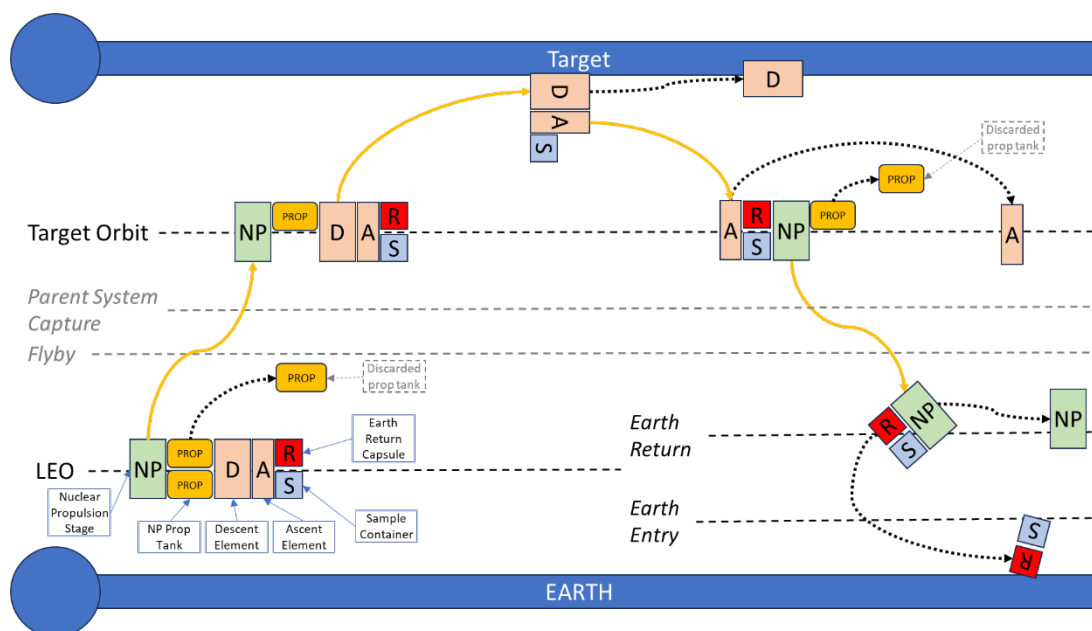 Target
D
D
A
S
Discarded
prop tank
PROP
PROP
R
Target Orbit
NP
D
A
S
A
R
S
NP
PROP
A
Parent System
Capture
Flyby
PROP
Discarded
prop tank
LEO
NP
PROP
PROP
D
A
R
S
Earth
Return
Capsule
Nuclear
Propulsion
Stage
NP Prop
Tank
Descent
Element
Ascent
Element
Sample
Container
Earth
Return
R
S
NP
NP
Earth
Entry
S
R
EARTH